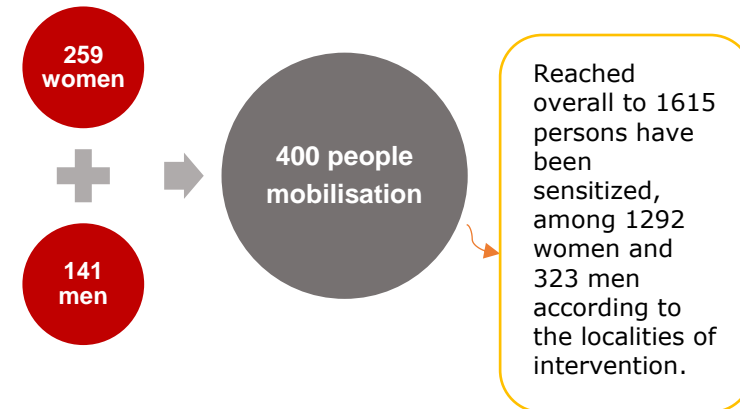 259
women
141
men
400 people
mobilisation
Reached
overall to 1615
persons have
been
sensitized,
among 1292
women and
323 men
according to
the localities of
intervention.